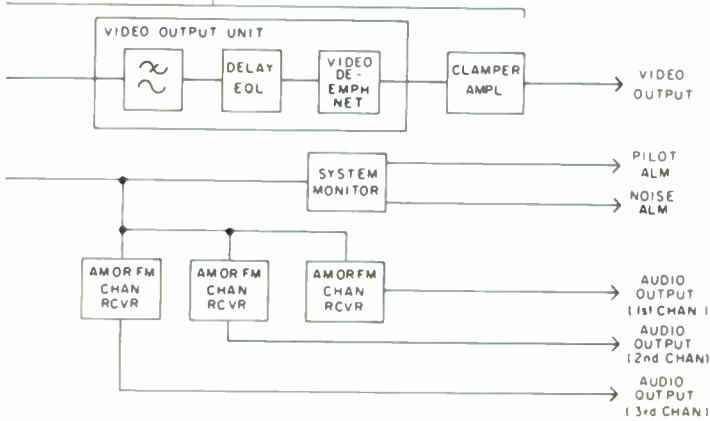 VIDEO OUTPUT UNIT
DELAY
EQL
VIDEO
DE-
EMPH
NET
CLAMPER
AMPL
VIDEO
OUTPUT
SYSTEM
MONITOR
PILOT
ALM
NOISE
ALM
AM OR FM
CHAN
RCVR
AM OR FM
CHAN
RCVR
AM OR FM
CHAN
RCVR
AUDIO
OUTPUT
(1st CHAN)
AUDIO
OUTPUT
(2nd CHAN)
AUDIO
OUTPUT
(3rd CHAN)